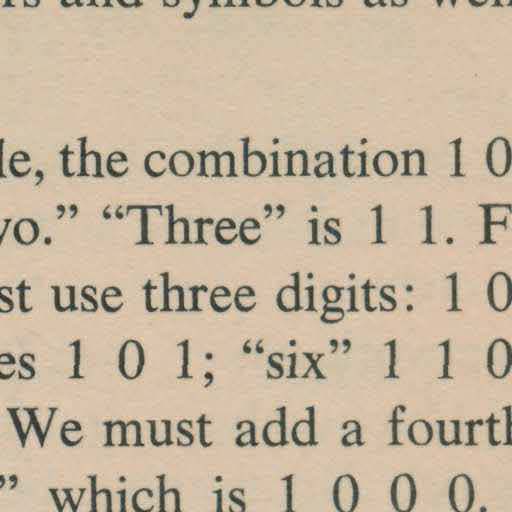 rs and symbols as well
le, the combination 1 0
vo.” “Three” is 1 1. F
st use three digits: 1 0
es 1 0 1; “six” 1 1 0
We must add a fourth
” which is 1 0 0 0.